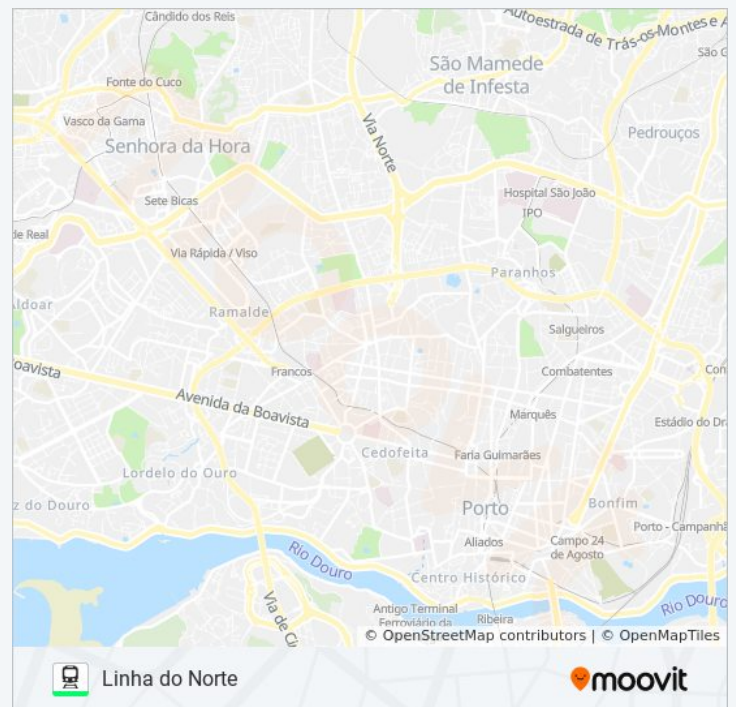 Cândido dos Reis
Autoestrada de Trás-os-Montes e A
São G
São Mamede
de Infesta
Fonte do Cuco
Vasco da Gama
Via Norte
Pedrouços
Senhora da Hora
Hospital São João
Sete Bicas
IPO
de Real
Via Rápida / Viso
Paranhos
ldoar
Ramalde
Salgueiros
oavista
Francos
Combatentes
Con
Avenida da Boavista
Marquês
Estádio do Dra
Cedofeita
Faria Guimarães
Lordelo do Ouro
z do Douro
Porto
Bonfim
Porto - Campanhã
Aliados
Campo 24
de Agosto
Rio Douro
Centro Histórico
Via de Ci
Rio Douro
Antigo Terminal
Ferroviário da
Ribeira
© OpenStreetMap contributors | © OpenMapTiles
Linha do Norte
moovit